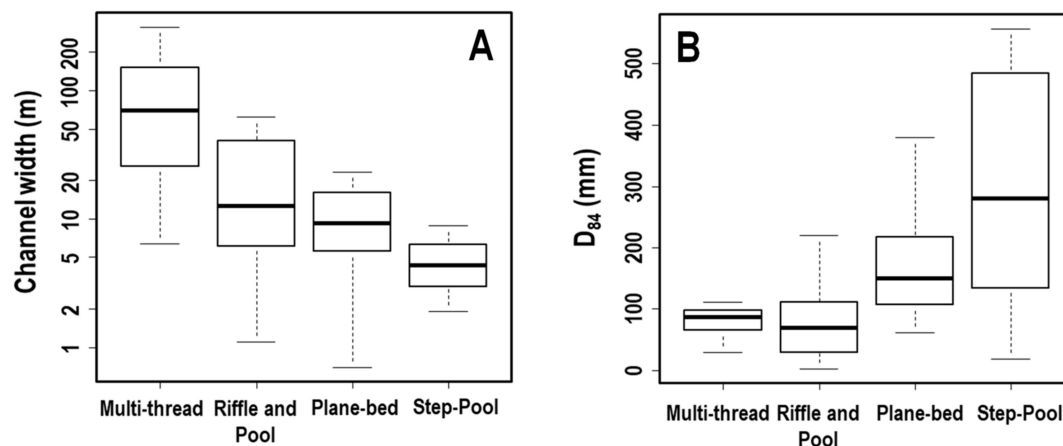 A
Channel width (m)
200
100
50
20
10
5
2
1
Multi-thread
Riffle and
Pool
Plane-bed
Step-Pool
B
D₈₄ (mm)
500
400
300
200
100
0
Multi-thread
Riffle and
Pool
Plane-bed
Step-Pool